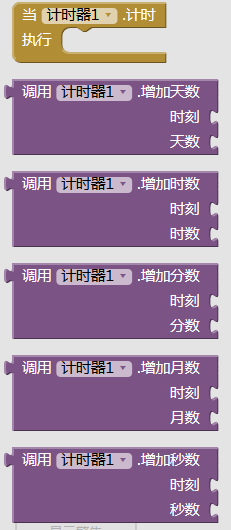 当 计时器1 .计时
执行
调用 计时器1 .增加天数
时刻
天数
调用 计时器1 .增加时数
时刻
时数
调用 计时器1 .增加分数
时刻
分数
调用 计时器1 .增加月数
时刻
月数
调用 计时器1 .增加秒数
时刻
秒数